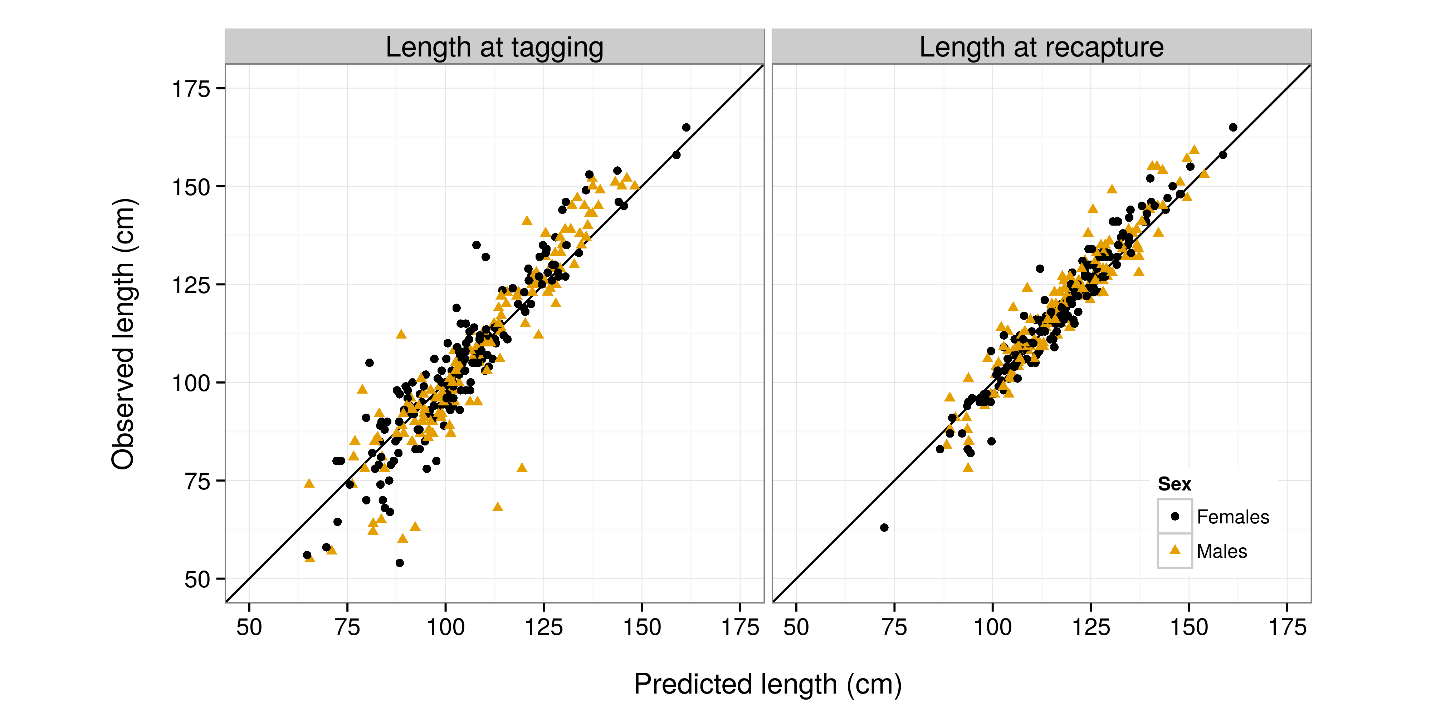 Length at tagging
Length at recapture
175
150
125
100
75
50
Observed length (cm)
50 75 100 125 150 175
50 75 100 125 150 175
Predicted length (cm)
Sex
Females
Males